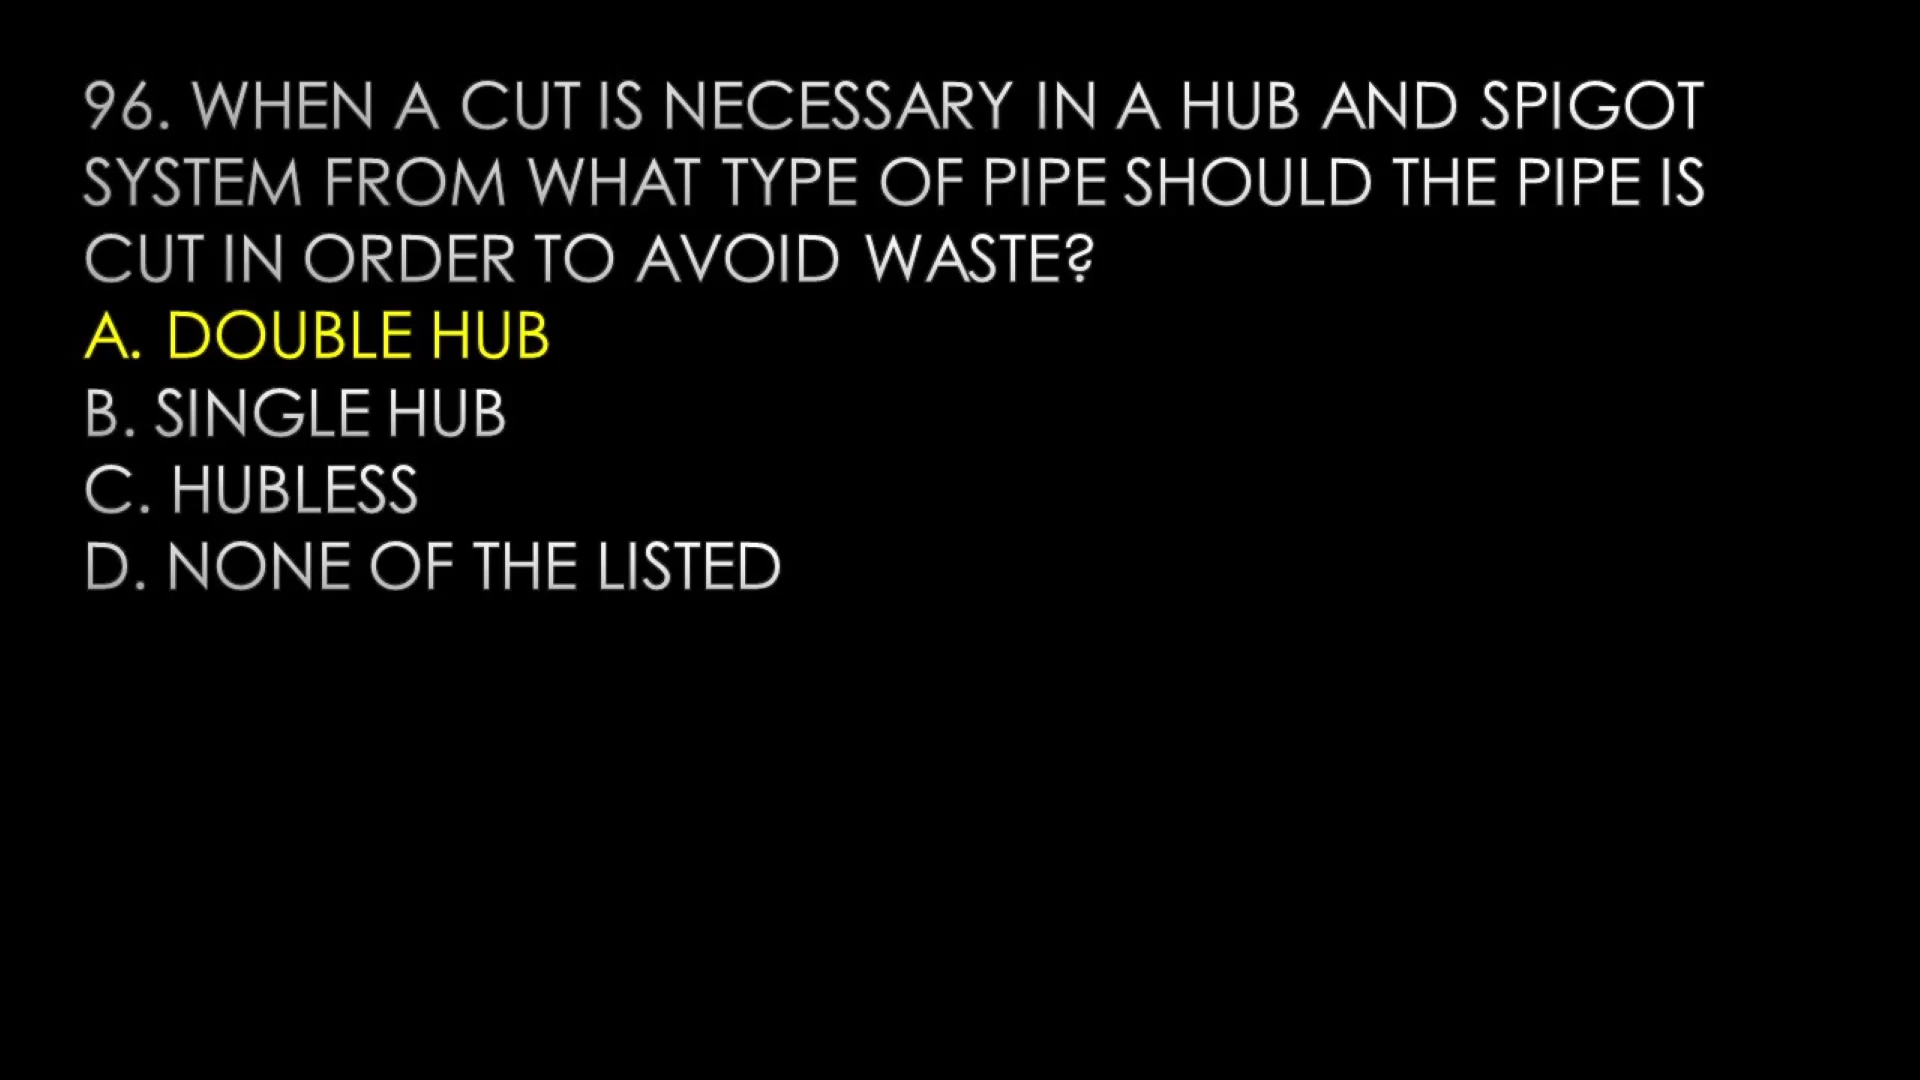 96. WHEN A CUT IS NECESSARY IN A HUB AND SPIGOT
SYSTEM FROM WHAT TYPE OF PIPE SHOULD THE PIPE IS
CUT IN ORDER TO AVOID WASTE?
A. DOUBLE HUB
B. SINGLE HUB
C. HUBLESS
D. NONE OF THE LISTED